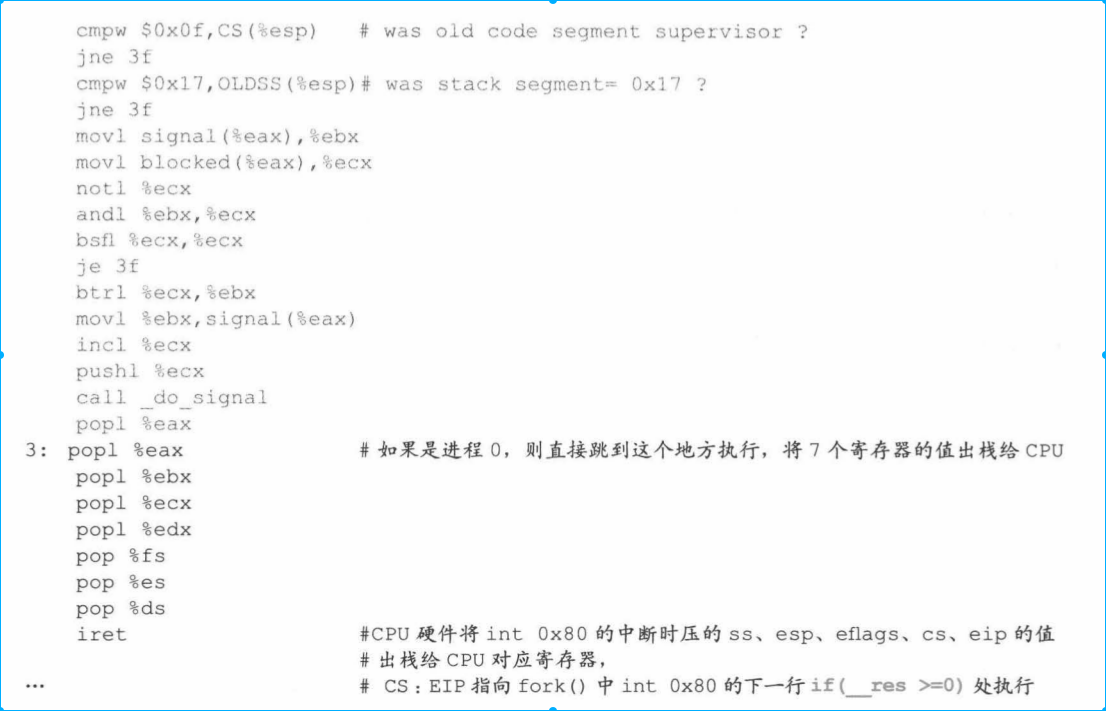 cmpw $0x0f,CS(%esp)   # was old code segment supervisor ?
jne 3f
cmpw $0x17,OLDSS(%esp)# was stack segment= 0x17 ?
jne 3f
movl signal(%eax),%ebx
movl blocked(%eax),%ecx
notl %ecx
andl %ebx,%ecx
bsfl %ecx,%ecx
je 3f
btrl %ecx,%ebx
movl %ebx,signal(%eax)
incl %ecx
pushl %ecx
call _do_signal
popl %eax
3: popl %eax   # 如果是进程 0，则直接跳到这个地方执行，将 7 个寄存器的值出栈给 CPU
popl %ebx
popl %ecx
popl %edx
pop %fs
pop %es
pop %ds
iret   #CPU 硬件将 int 0x80 的中断时压的 ss、esp、eflags、cs、eip 的值
# 出栈给 CPU 对应寄存器，
…   # CS：EIP 指向 fork() 中 int 0x80 的下一行 if(__res >=0) 处执行